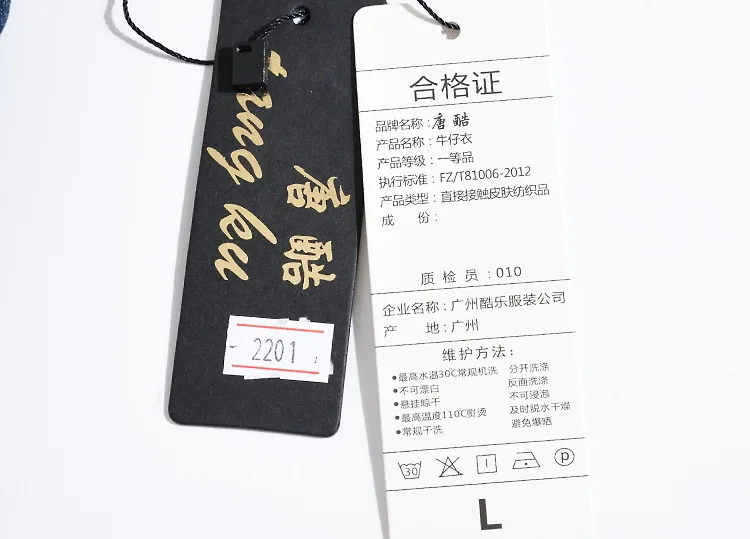 tang ku
唐酷
2201
合格证
品牌名称:唐酷
产品名称:牛仔衣
产品等级:一等品
执行标准:FZ/T81006-2012
产品类型:直接接触皮肤纺织品
成 份:
质检员:010
企业名称:广州酷乐服装公司
产 地:广州
维护方法:
●最高水温30℃常规机洗 分开洗涤
●不可漂白 反面洗涤
●悬挂晾干 不可浸泡
●最高温度110℃熨烫 及时脱水干燥
●常规干洗 避免爆晒
30
P
L